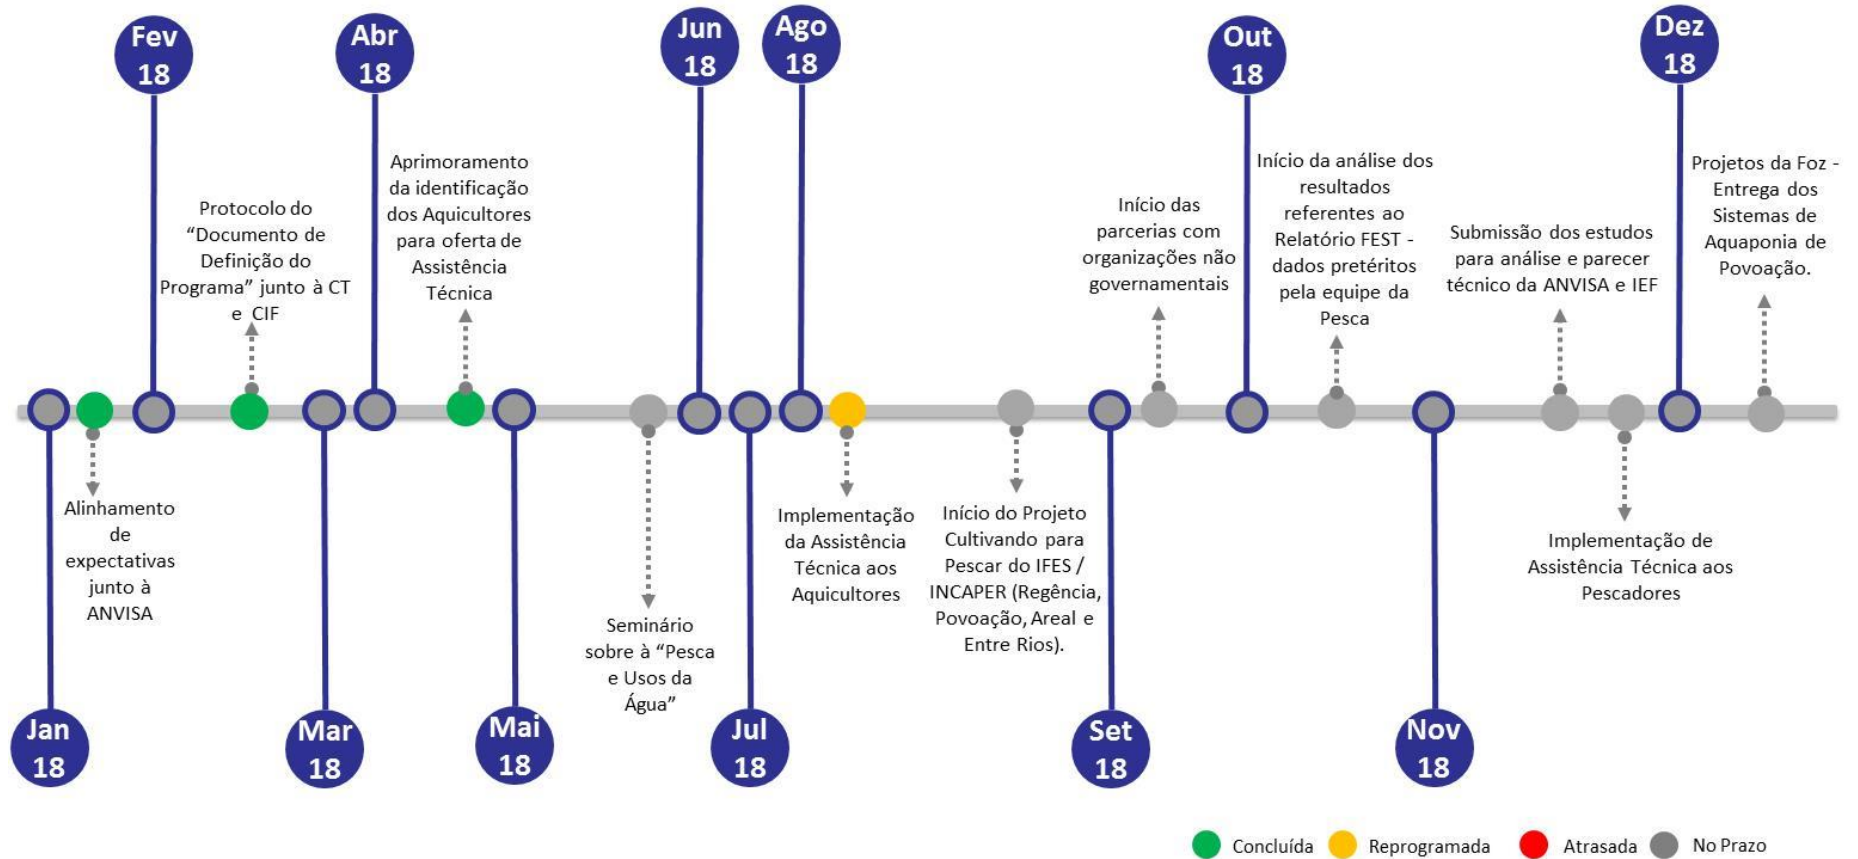 Fev
18
Abr
18
Jun
18
Ago
18
Out
18
Dez
18
Protocolo do
“Documento de
Definição do
Programa” junto à CT
e CIF
Aprimoramento
da identificação
dos Aquicultores
para oferta de
Assistência
Técnica
Início das
parcerias com
organizações não
governamentais
Início da análise dos
resultados
referentes ao
Relatório FEST -
dados pretéritos
pela equipe da
Pesca
Submissão dos estudos
para análise e parecer
técnico da ANVISA e IEF
Projetos da Foz -
Entrega dos
Sistemas de
Aquaponia de
Povoação.
Alinhamento
de
expectativas
junto à
ANVISA
Seminário
sobre à “Pesca
e Usos da
Água”
Implementação
da Assistência
Técnica aos
Aquicultores
Início do Projeto
Cultivando para
Pescar do IFES /
INCAPER (Regência,
Povoação, Areal e
Entre Rios).
Implementação de
Assistência Técnica aos
Pescadores
Jan
18
Mar
18
Mai
18
Jul
18
Set
18
Nov
18
Concluída Reprogramada Atrasada No Prazo